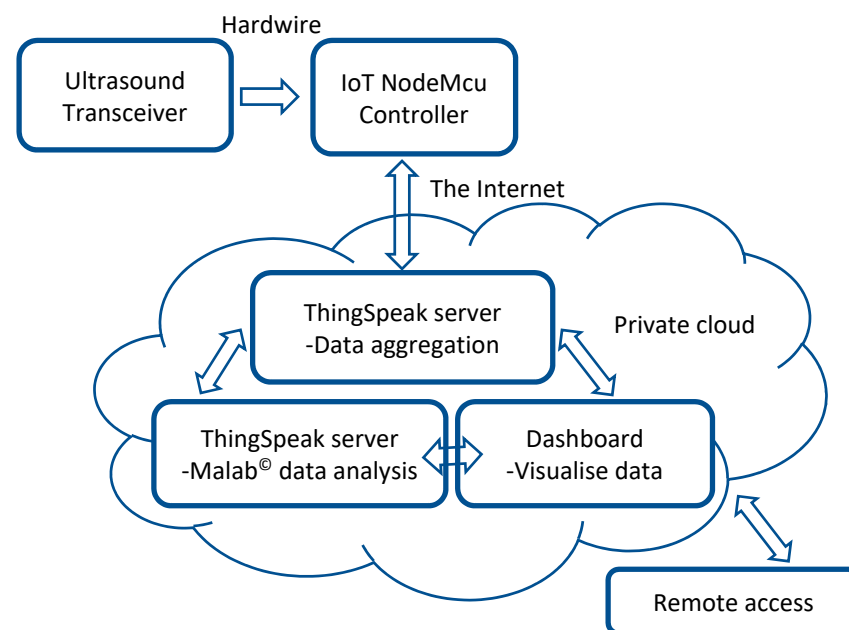 Hardwire
Ultrasound
Transceiver
IoT NodeMcu
Controller
The Internet
ThingSpeak server
-Data aggregation
Private cloud
ThingSpeak server
-Malab© data analysis
Dashboard
-Visualise data
Remote access